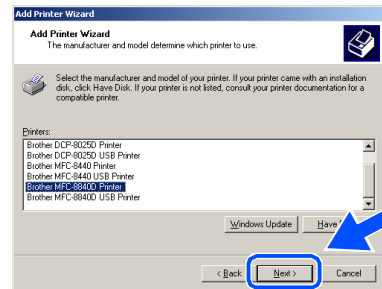 Add Printer Wizard
Add Printer Wizard
The manufacturer and model determine which printer to use.
Select the manufacturer and model of your printer. If your printer came with an installation
disk, click Have Disk. If your printer is not listed, consult your printer documentation for a
compatible printer.
Printers:
Brother DCP-8025D Printer
Brother DCP-8025D USB Printer
Brother MFC-8440 Printer
Brother MFC-8440 USB Printer
Brother MFC-8840D Printer
Brother MFC-8840D USB Printer
Windows Update Have
< Back Next > Cancel